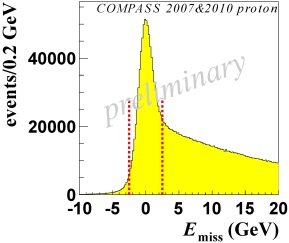 COMPASS 2007&2010 proton
preliminary
events/0.2 GeV
40000
20000
0
-10 -5 0 5 10 15 20
E miss (GeV)